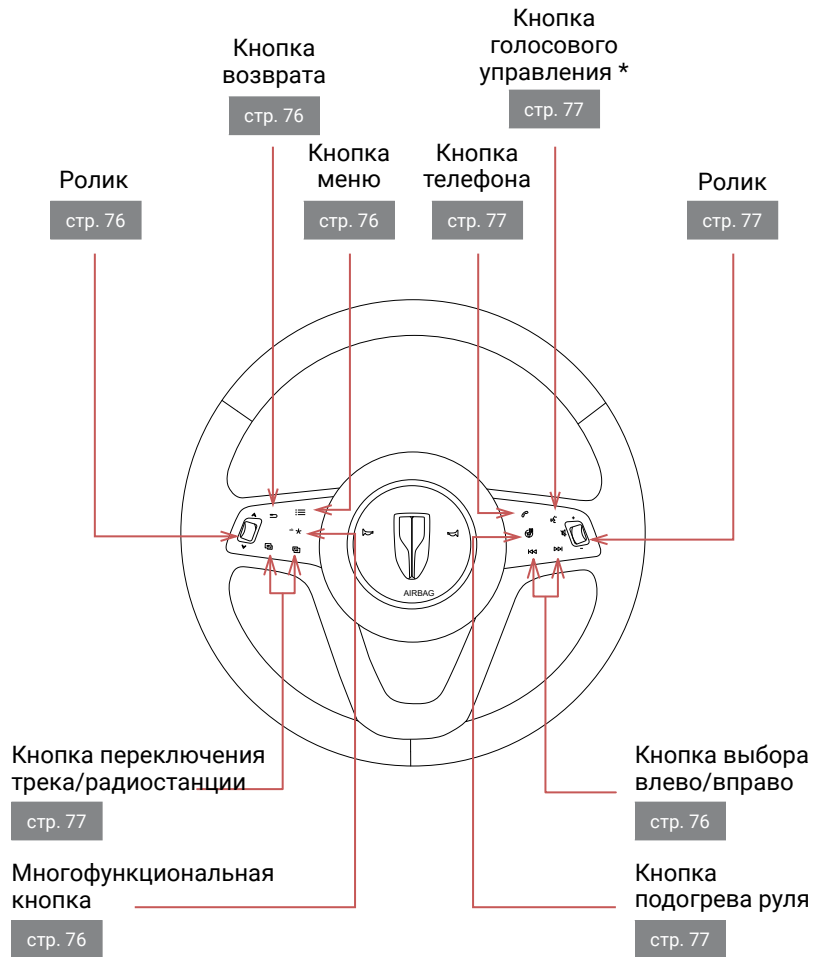 Кнопка
голосового
управления *
стр. 77
Кнопка
возврата
стр. 76
Кнопка
меню
стр. 76
Кнопка
телефона
стр. 77
Ролик
стр. 76
Ролик
стр. 77
AIRBAG
Кнопка переключения
трека/радиостанции
стр. 77
Кнопка выбора
влево/вправо
стр. 76
Многофункциональная
кнопка
стр. 76
Кнопка
подогрева руля
стр. 77